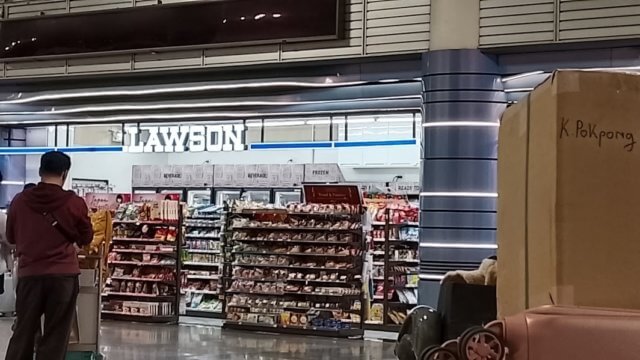 LAWSON
BEVERAGE
BEVERAGE
FROZEN
READY
K.Pokpong